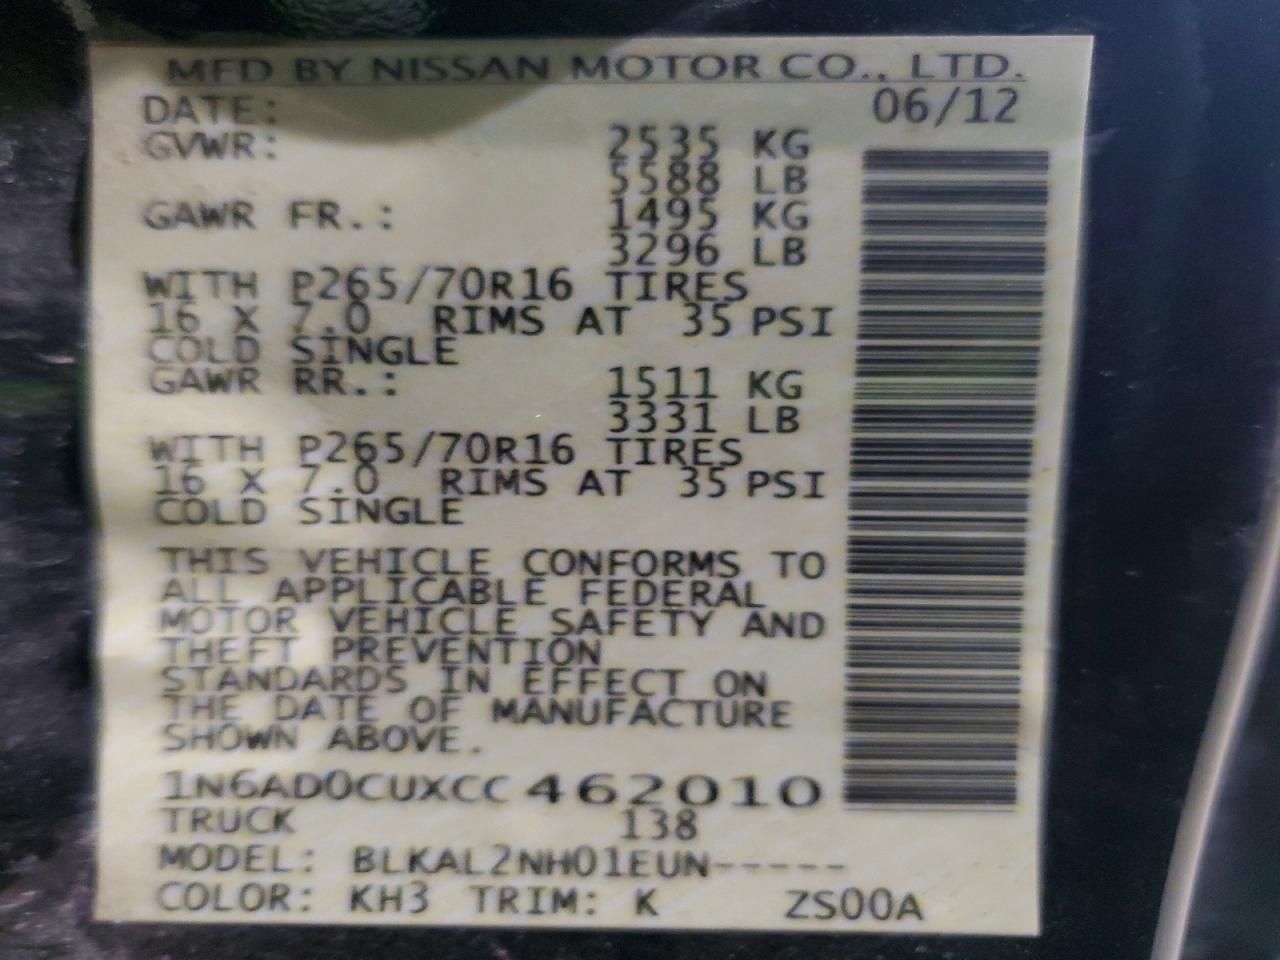 MFD BY NISSAN MOTOR CO., LTD.
DATE: 06/12
GVWR: 2535 KG
5588 LB
GAWR FR.: 1495 KG
3296 LB
WITH P265/70R16 TIRES
16 X 7.0 RIMS AT 35 PSI
COLD SINGLE
GAWR RR.: 1511 KG
3331 LB
WITH P265/70R16 TIRES
16 X 7.0 RIMS AT 35 PSI
COLD SINGLE
THIS VEHICLE CONFORMS TO
ALL APPLICABLE FEDERAL
MOTOR VEHICLE SAFETY AND
THEFT PREVENTION
STANDARDS IN EFFECT ON
THE DATE OF MANUFACTURE
SHOWN ABOVE.
1N6AD0CUXCC462010
TRUCK 138
MODEL: BLKAL2NH01EUN-----
COLOR: KH3 TRIM: K ZS00A